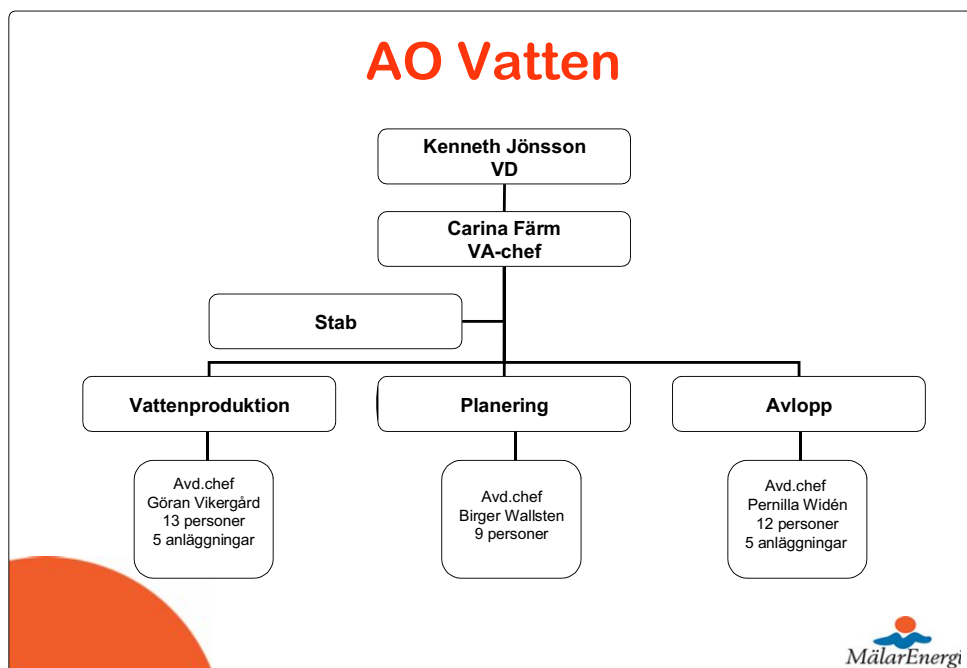 AO Vatten
Kenneth Jönsson
VD
Carina Färm
VA-chef
Stab
Vattenproduktion
Planering
Avlopp
Avd.chef
Göran Vikergård
13 personer
5 anläggningar
Avd.chef
Birger Wallsten
9 personer
Avd.chef
Pernilla Widén
12 personer
5 anläggningar
MälarEnergi